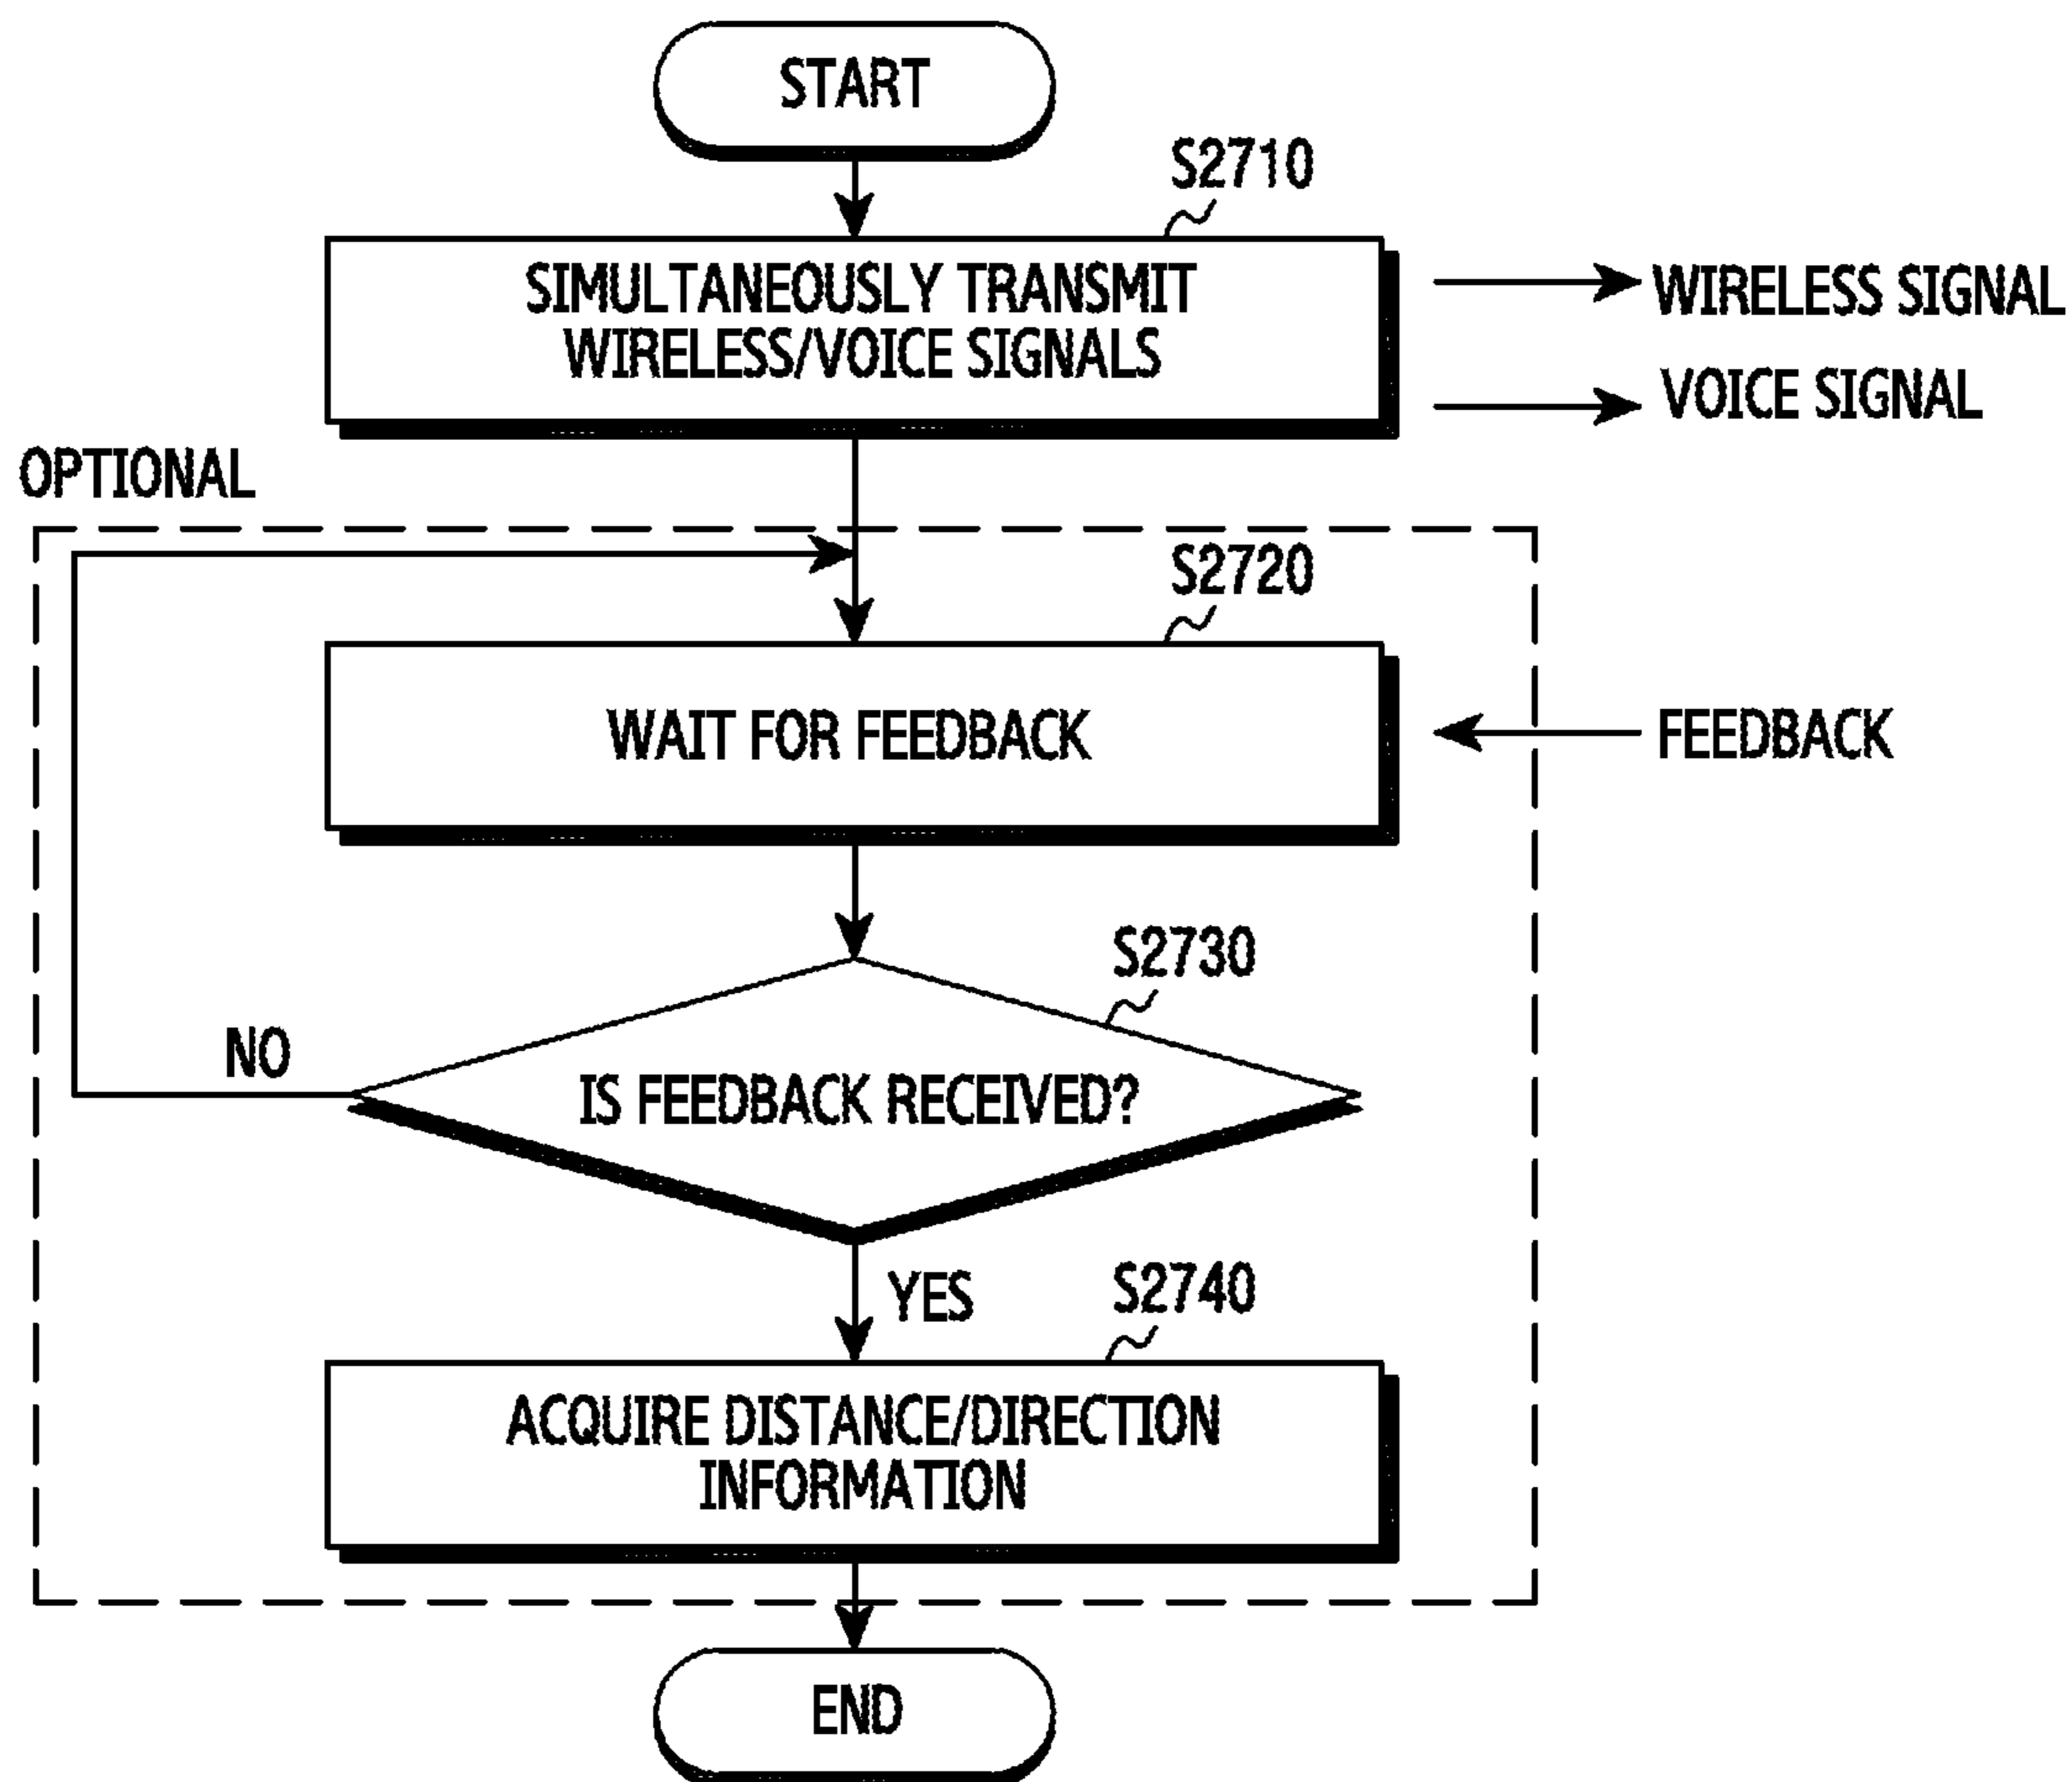 START
S2710
SIMULTANEOUSLY TRANSMIT
WIRELESS/VOICE SIGNALS
WIRELESS SIGNAL
VOICE SIGNAL
OPTIONAL
S2720
WAIT FOR FEEDBACK
FEEDBACK
S2730
NO
IS FEEDBACK RECEIVED?
YES
S2740
ACQUIRE DISTANCE/DIRECTION
INFORMATION
END